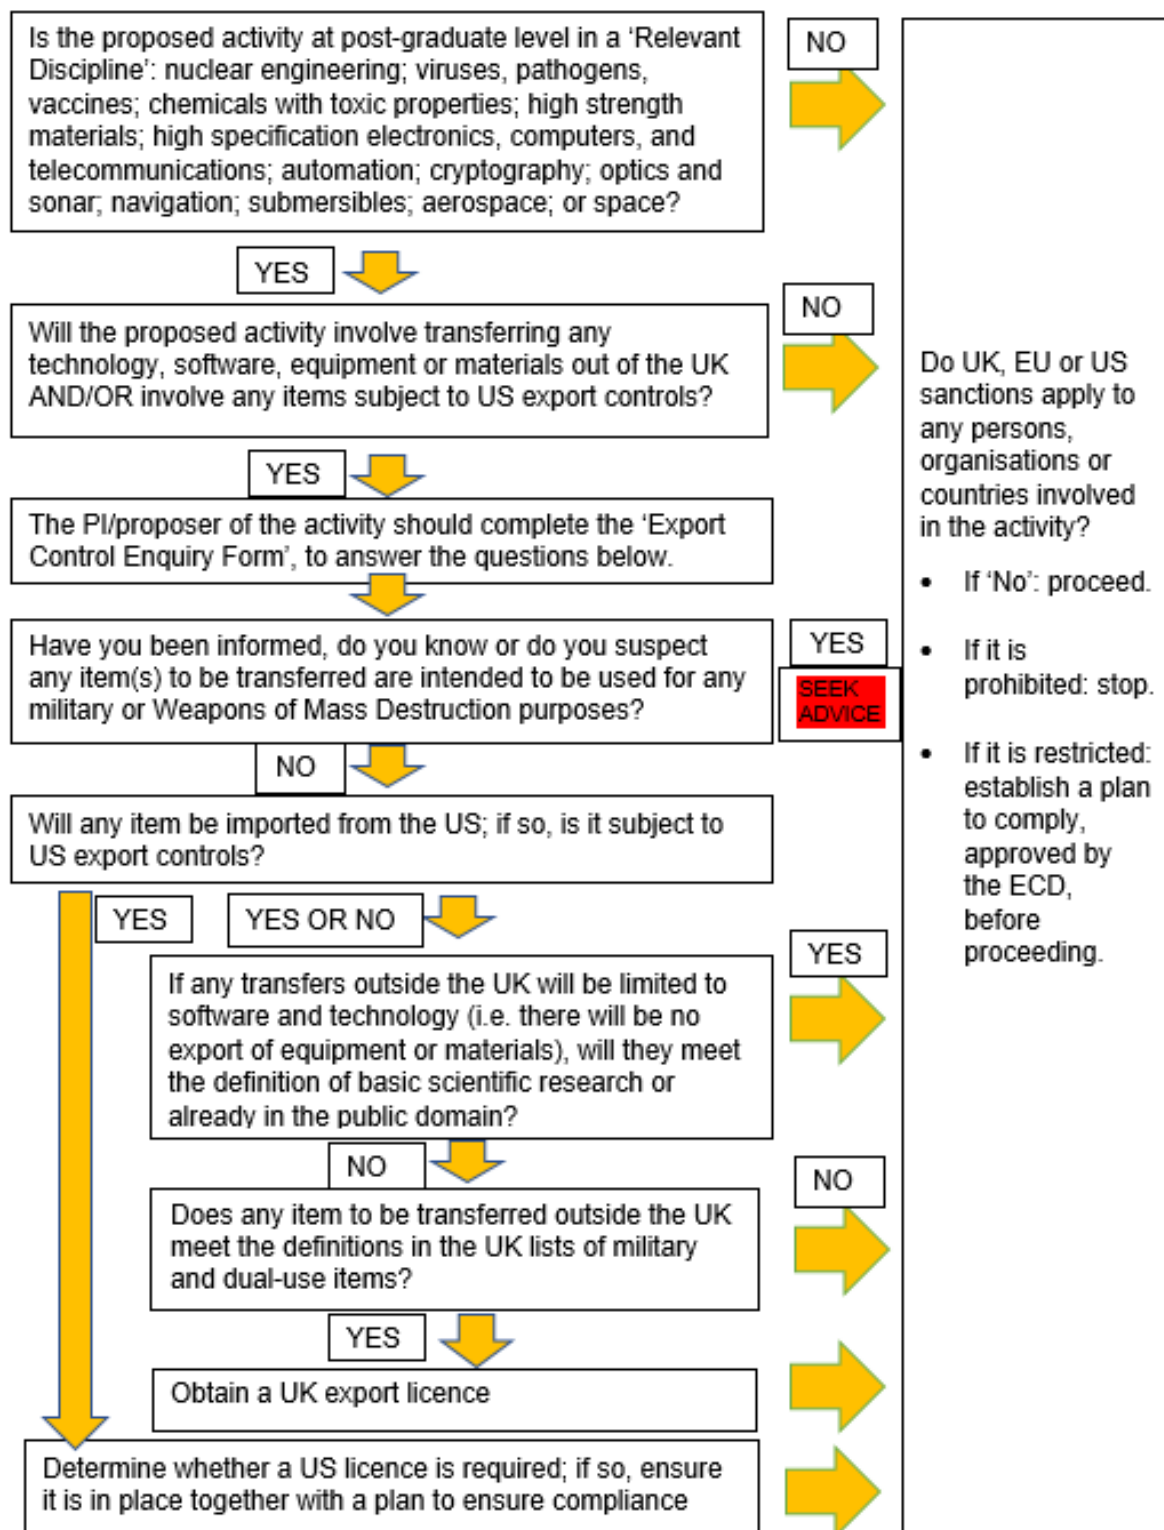 Is the proposed activity at post-graduate level in a ‘Relevant
Discipline’: nuclear engineering; viruses, pathogens,
vaccines; chemicals with toxic properties; high strength
materials; high specification electronics, computers, and
telecommunications; automation; cryptography; optics and
sonar; navigation; submersibles; aerospace; or space?
NO
YES
Will the proposed activity involve transferring any
technology, software, equipment or materials out of the UK
AND/OR involve any items subject to US export controls?
NO
YES
The PI/proposer of the activity should complete the ‘Export
Control Enquiry Form’, to answer the questions below.
Have you been informed, do you know or do you suspect
any item(s) to be transferred are intended to be used for any
military or Weapons of Mass Destruction purposes?
YES
SEEK
ADVICE
NO
Will any item be imported from the US; if so, is it subject to
US export controls?
YES
YES OR NO
If any transfers outside the UK will be limited to
software and technology (i.e. there will be no
export of equipment or materials), will they meet
the definition of basic scientific research or
already in the public domain?
YES
NO
Does any item to be transferred outside the UK
meet the definitions in the UK lists of military
and dual-use items?
NO
YES
Obtain a UK export licence
Determine whether a US licence is required; if so, ensure
it is in place together with a plan to ensure compliance
Do UK, EU or US
sanctions apply to
any persons,
organisations or
countries involved
in the activity?
• If ‘No’: proceed.
• If it is
prohibited: stop.
• If it is restricted:
establish a plan
to comply,
approved by
the ECD,
before
proceeding.